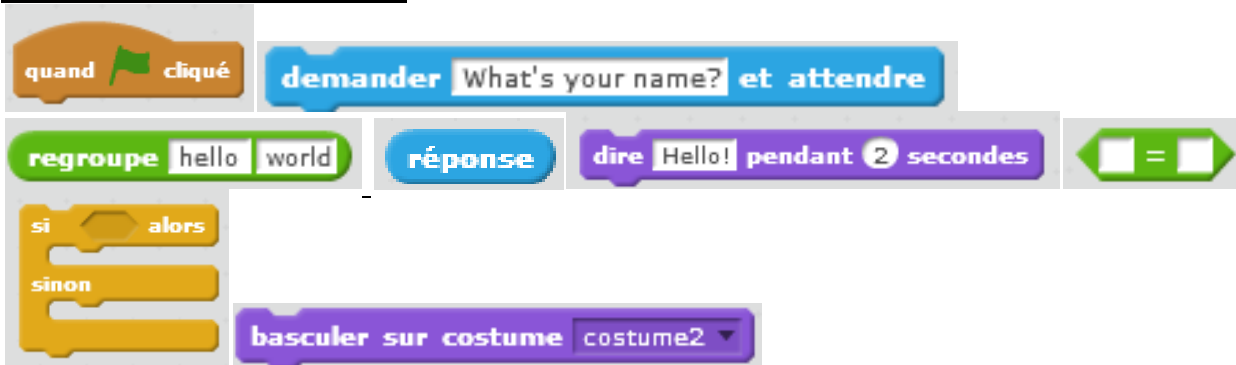 quand cliqué
demander What's your name? et attendre
regroupe hello world
réponse
dire Hello! pendant 2 secondes
=
si alors
sinon
basculer sur costume costume2